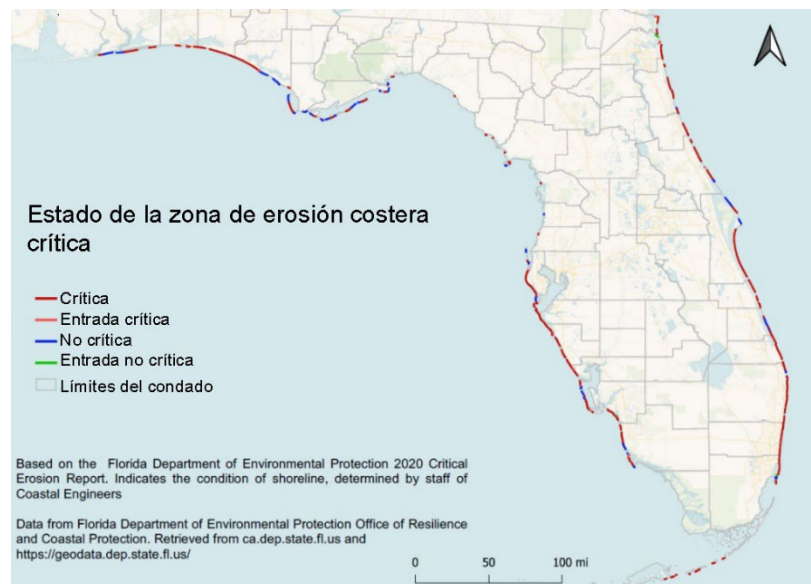 Estado de la zona de erosión costera
crítica
Crítica
Entrada crítica
No crítica
Entrada no crítica
Límites del condado
Based on the Florida Department of Environmental Protection 2020 Critical
Erosion Report. Indicates the condition of shoreline, determined by staff of
Coastal Engineers
Data from Florida Department of Environmental Protection Office of Resilience
and Coastal Protection. Retrieved from ca.dep.state.fl.us and
https://geodata.dep.state.fl.us/
0 50 100 mi